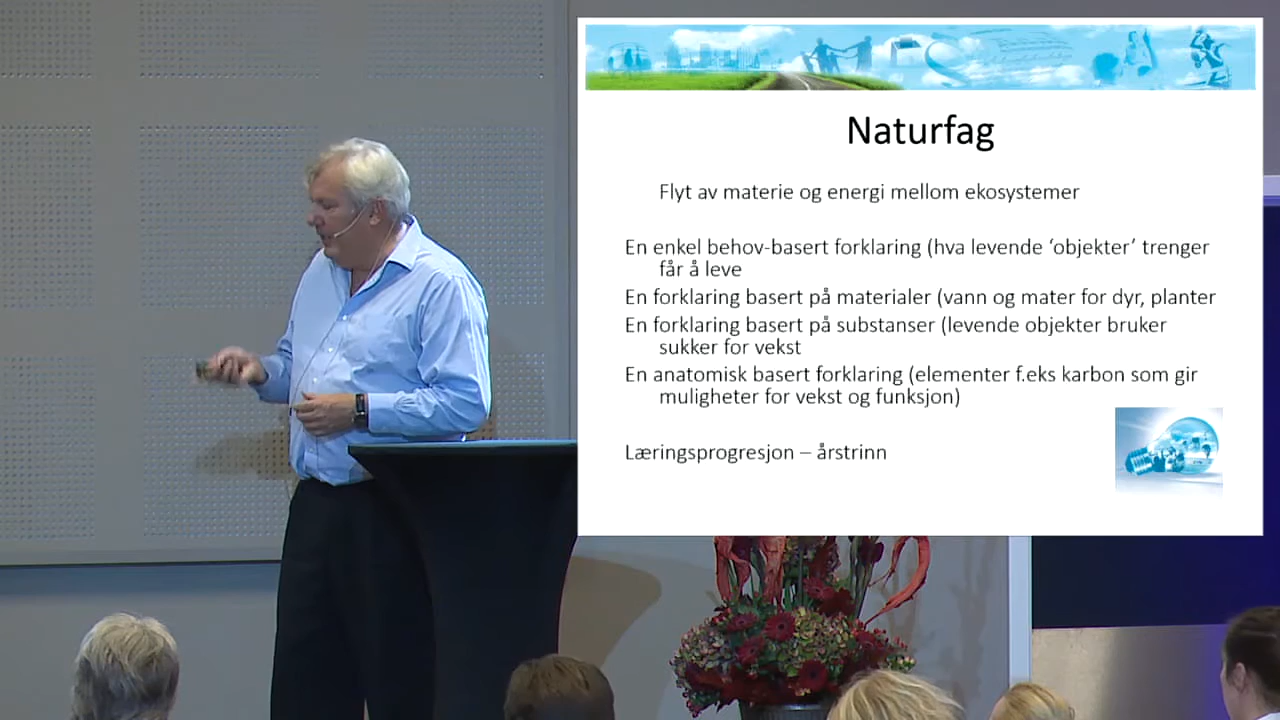 Naturfag
Flyt av materie og energi mellom ekosystemer
En enkel behov-basert forklaring (hva levende ‘objekter’ trenger
får å leve
En forklaring basert på materialer (vann og mater for dyr, planter
En forklaring basert på substanser (levende objekter bruker
sukker for vekst
En anatomisk basert forklaring (elementer f.eks karbon som gir
muligheter for vekst og funksjon)
Læringsprogresjon – årstrinn